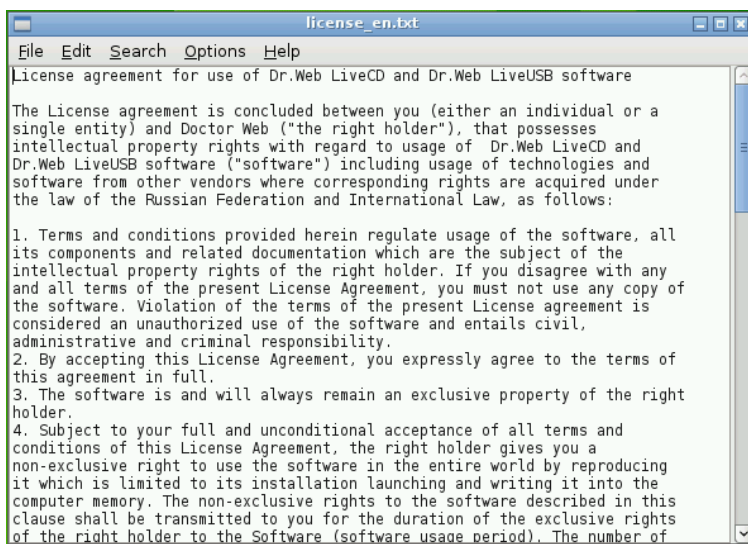 license_en.txt
File Edit Search Options Help
License agreement for use of Dr.Web LiveCD and Dr.Web LiveUSB software
The License agreement is concluded between you (either an individual or a
single entity) and Doctor Web ("the right holder"), that possesses
intellectual property rights with regard to usage of  Dr.Web LiveCD and
Dr.Web LiveUSB software ("software") including usage of technologies and
software from other vendors where corresponding rights are acquired under
the law of the Russian Federation and International Law, as follows:
1. Terms and conditions provided herein regulate usage of the software, all
its components and related documentation which are the subject of the
intellectual property rights of the right holder. If you disagree with any
and all terms of the present License Agreement, you must not use any copy of
the software. Violation of the terms of the present License agreement is
considered an unauthorized use of the software and entails civil,
administrative and criminal responsibility.
2. By accepting this License Agreement, you expressly agree to the terms of
this agreement in full.
3. The software is and will always remain an exclusive property of the right
holder.
4. Subject to your full and unconditional acceptance of all terms and
conditions of this License Agreement, the right holder gives you a
non-exclusive right to use the software in the entire world by reproducing
it which is limited to its installation launching and writing it into the
computer memory. The non-exclusive rights to the software described in this
clause shall be transmitted to you for the duration of the exclusive rights
of the right holder to the Software (software usage period). The number of